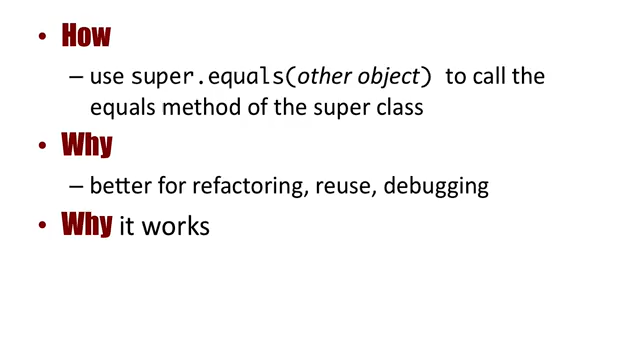 • How
– use super.equals(other object) to call the
equals method of the super class
• Why
– better for refactoring, reuse, debugging
• Why it works